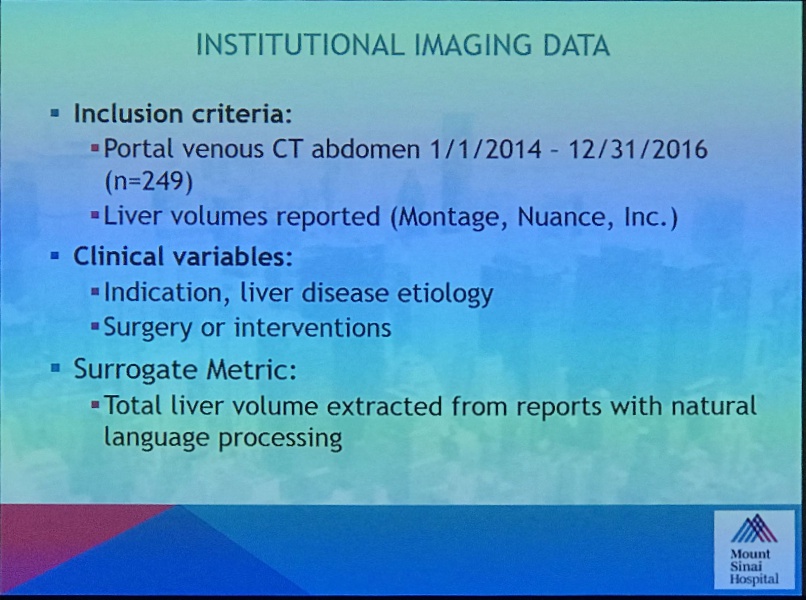 INSTITUTIONAL IMAGING DATA
▪ Inclusion criteria:
▪ Portal venous CT abdomen 1/1/2014 – 12/31/2016
(n=249)
▪ Liver volumes reported (Montage, Nuance, Inc.)
▪ Clinical variables:
▪ Indication, liver disease etiology
▪ Surgery or interventions
▪ Surrogate Metric:
▪ Total liver volume extracted from reports with natural
language processing
Mount
Sinai
Hospital